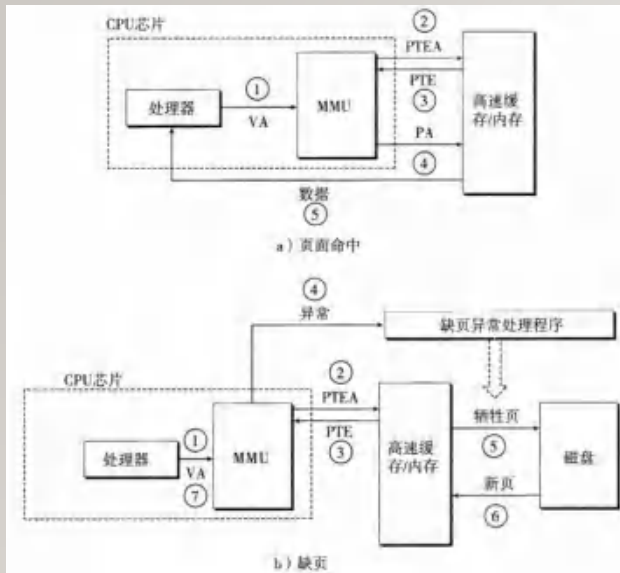 CPU芯片
②
PTEA
处理器
①
VA
MMU
PTE
③
高速缓
存/内存
PA
④
数据
⑤
a）页面命中
④
异常
缺页异常处理程序
CPU芯片
②
PTEA
处理器
①
VA
⑦
MMU
PTE
③
高速缓
存/内存
牺牲页
⑤
磁盘
新页
⑥
b）缺页